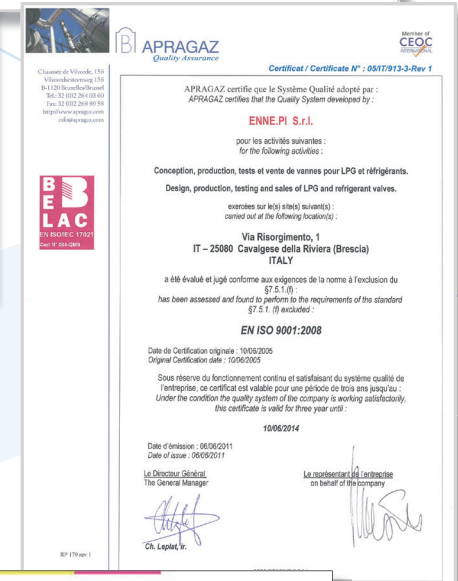 APRAGAZ
Quality Assurance
Member of
CEOC
INTERNATIONAL
Chaussée de Vilvorde, 156
Vilvoordsesteenweg 156
B-1120 Bruxelles/Brussel
Certificat / Certificate N° : 05/IT/913-3-Rev 1
APRAGAZ certifie que le Système Qualité adopté par :
APRAGAZ certifies that the Quality System developed by :
ENNE.PI S.r.l.
pour les activités suivantes :
for the following activities :
Conception, production, tests et vente de vannes pour LPG et réfrigérants.
Design, production, testing and sales of LPG and refrigerant valves.
exercées sur le(s) site(s) suivant(s) :
carried out at the following location(s) :
BELAC
EN ISO/IEC 17021
Via Risorgimento, 1
IT – 25080 Cavalgese della Riviera (Brescia)
ITALY
a été évalué et jugé conforme aux exigences de la norme à l'exclusion du
§7.5.1.(f) :
has been assessed and found to perform to the requirements of the standard
§7.5.1. (f) excluded :
EN ISO 9001:2008
Date de Certification originale : 10/06/2005
Original Certification date : 10/06/2005
Sous réserve du fonctionnement continu et satisfaisant du système qualité de
l'entreprise, ce certificat est valable pour une période de trois ans jusqu'au :
Under the condition the quality system of the company is working satisfactorily,
this certificate is valid for three year until :
10/06/2014
Date d'émission : 06/06/2011
Date of issue : 06/06/2011
Le Directeur Général
The General Manager
Le représentant de l'entreprise
on behalf of the company
Ch. Leplat, ir.
RP 179 rev 1